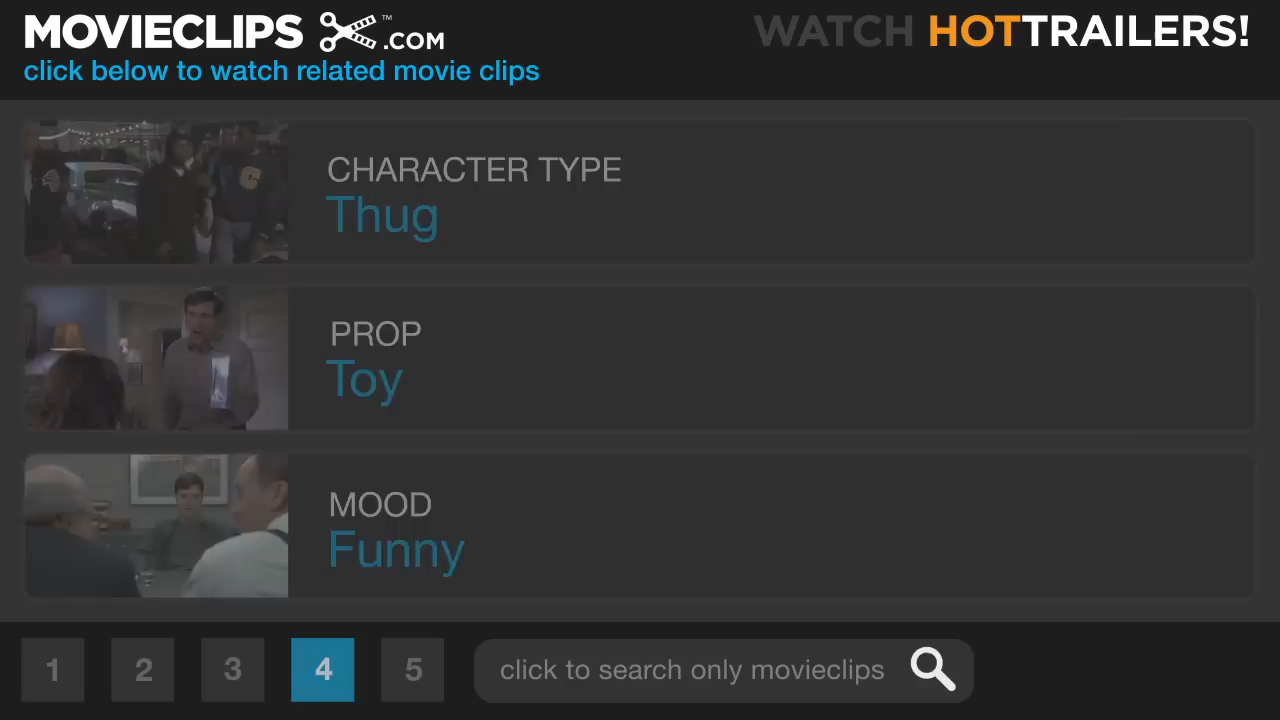 MOVIECLIPS ™ .COM
WATCH HOTTRAILERS!
click below to watch related movie clips
CHARACTER TYPE
Thug
PROP
Toy
MOOD
Funny
1 2 3 4 5 click to search only movieclips